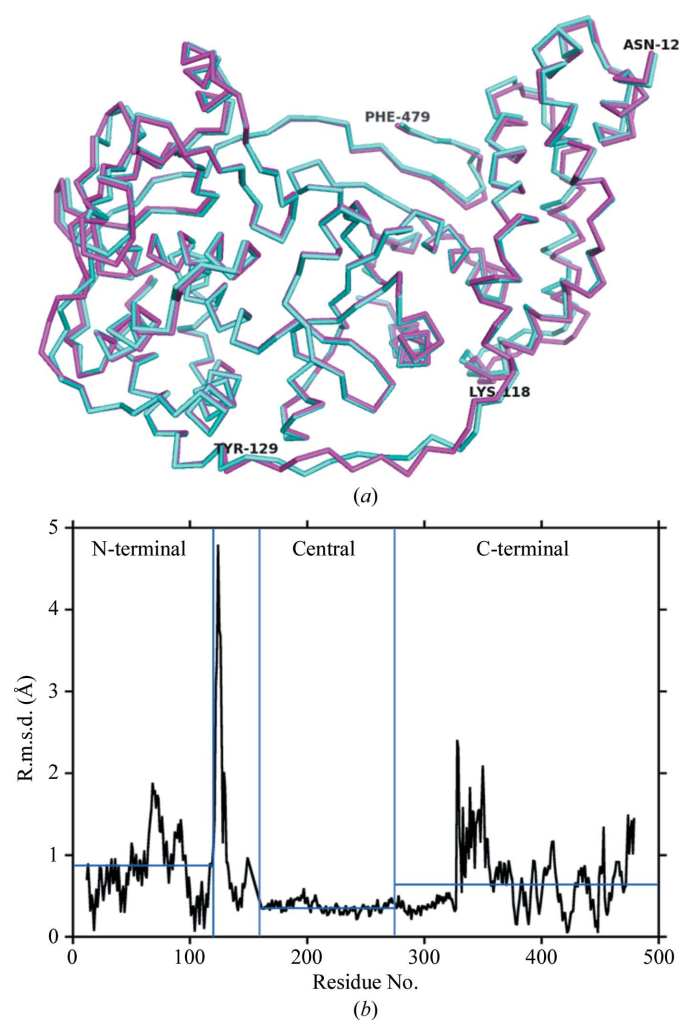 ASN-12
PHE-479
LYS-118
TYR-129
(a)
N-terminal Central C-terminal
5
4
3
2
1
0
R.m.s.d. (Å)
0 100 200 300 400 500
Residue No.
(b)